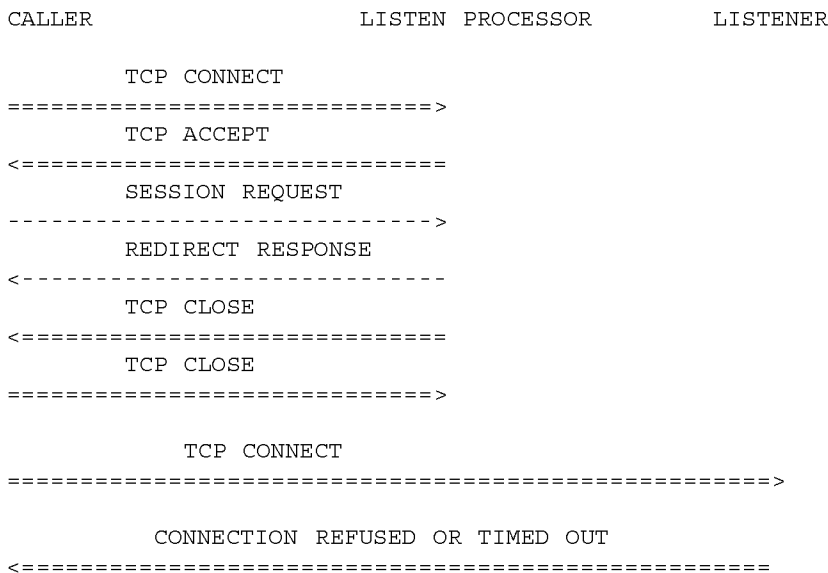 CALLER LISTEN PROCESSOR LISTENER
TCP CONNECT
=============================>
TCP ACCEPT
<=============================
SESSION REQUEST
----------------------------->
REDIRECT RESPONSE
<-----------------------------
TCP CLOSE
<=============================
TCP CLOSE
=============================>
TCP CONNECT
====================================================>
CONNECTION REFUSED OR TIMED OUT
<===================================================